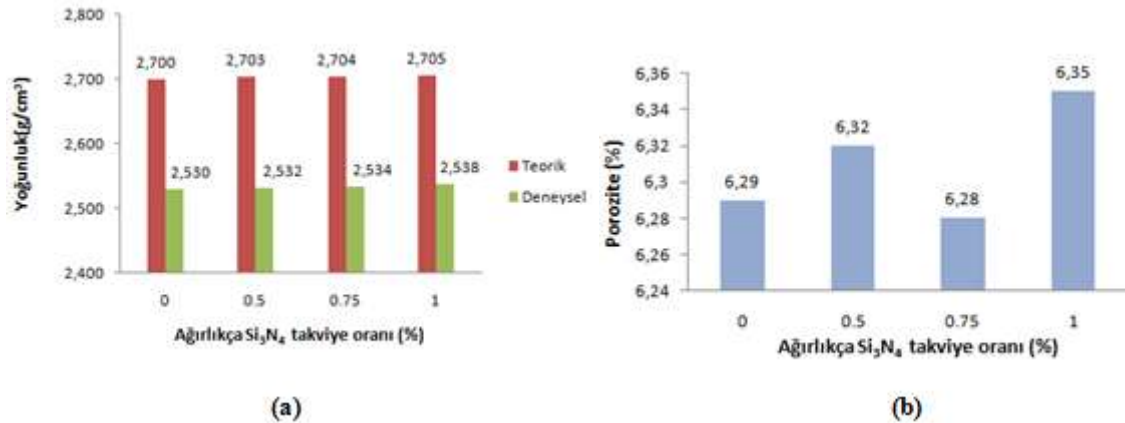 2,800
2,700
2,600
2,500
2,400
Yoğunluk(g/cm³)
2,700
2,703
2,704
2,705
2,530
2,532
2,534
2,538
Teorik
Deneysel
0 0.5 0.75 1
Ağırlıkça Si₃N₄ takviye oranı (%)
(a)
6,36
6,34
6,32
6,3
6,28
6,26
6,24
Porozite (%)
6,29
6,32
6,28
6,35
0 0.5 0.75 1
Ağırlıkça Si₃N₄ takviye oranı (%)
(b)